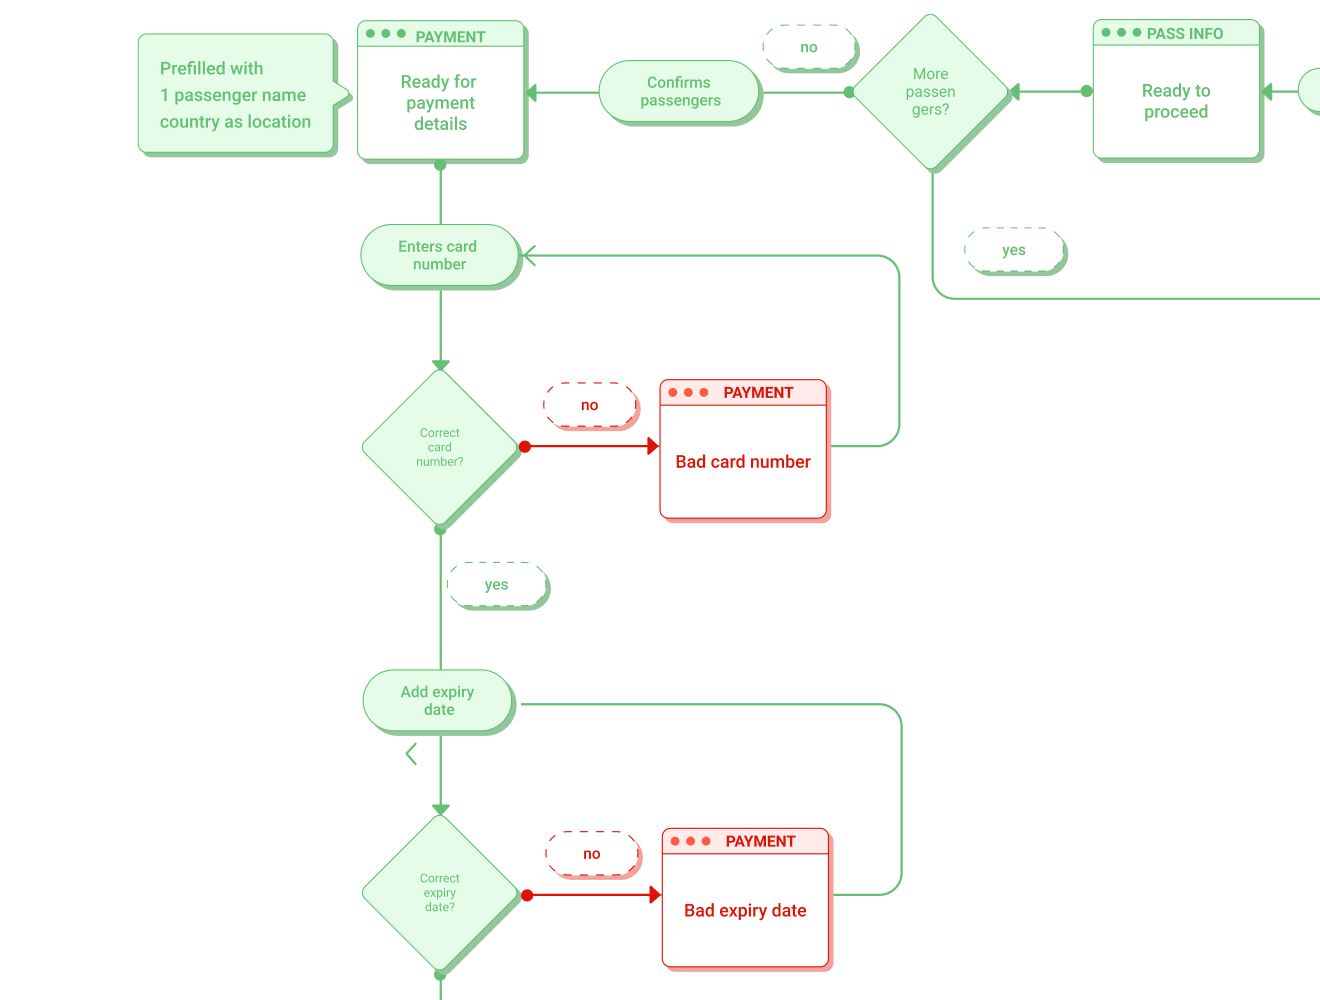 Prefilled with
1 passenger name
country as location
PAYMENT
Ready for
payment
details
Confirms
passengers
no
More
passen
gers?
PASS INFO
Ready to
proceed
yes
Enters card
number
Correct
card
number?
no
PAYMENT
Bad card number
yes
Add expiry
date
Correct
expiry
date?
no
PAYMENT
Bad expiry date